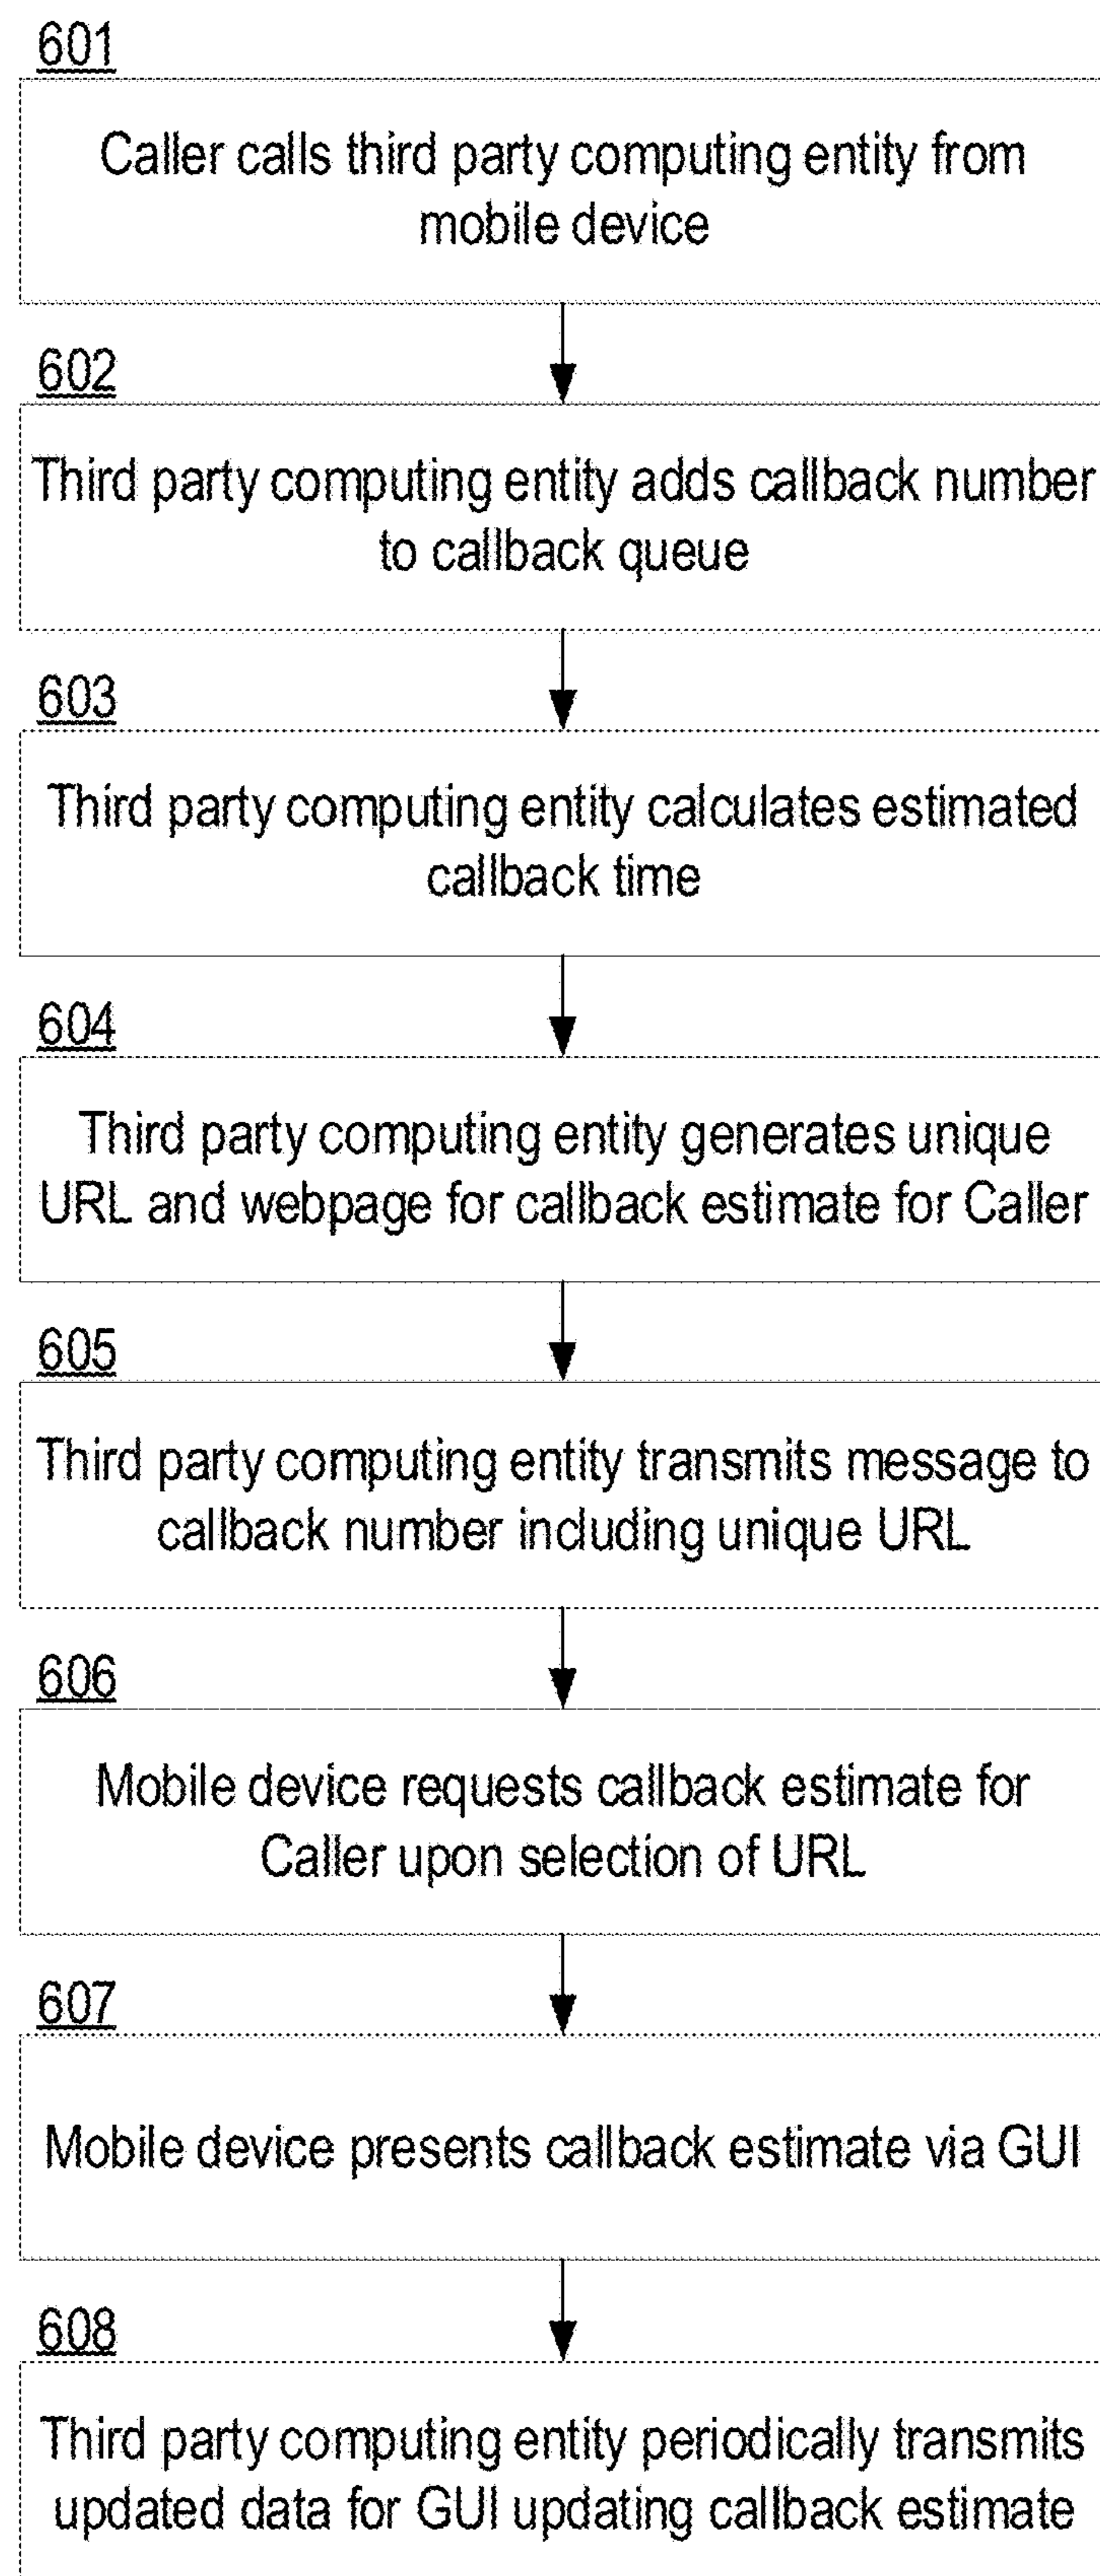 601
Caller calls third party computing entity from
mobile device
602
Third party computing entity adds callback number
to callback queue
603
Third party computing entity calculates estimated
callback time
604
Third party computing entity generates unique
URL and webpage for callback estimate for Caller
605
Third party computing entity transmits message to
callback number including unique URL
606
Mobile device requests callback estimate for
Caller upon selection of URL
607
Mobile device presents callback estimate via GUI
608
Third party computing entity periodically transmits
updated data for GUI updating callback estimate